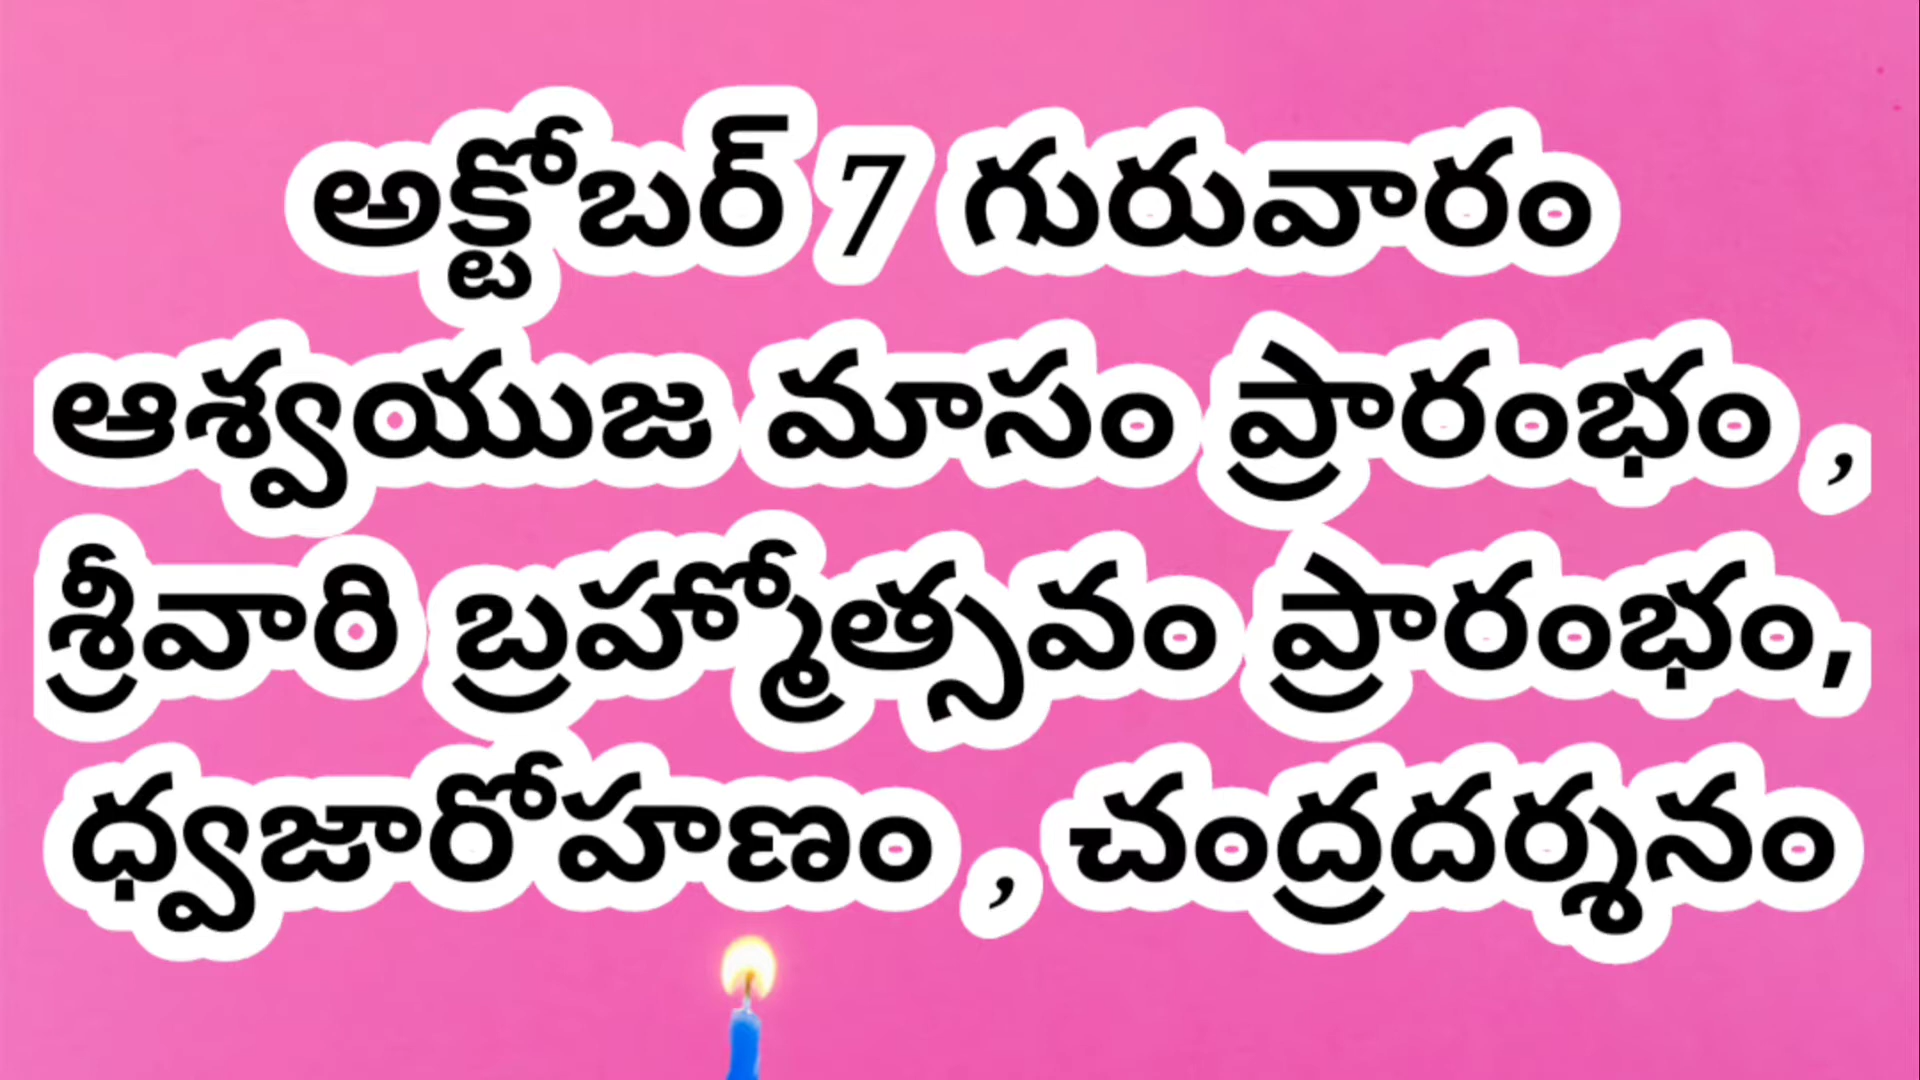 అక్టోబర్ 7 గురువారం
ఆశ్వయుజ మాసం ప్రారంభం ,
శ్రీవారి బ్రహ్మోత్సవం ప్రారంభం,
ధ్వజారోహణం , చంద్రదర్శనం